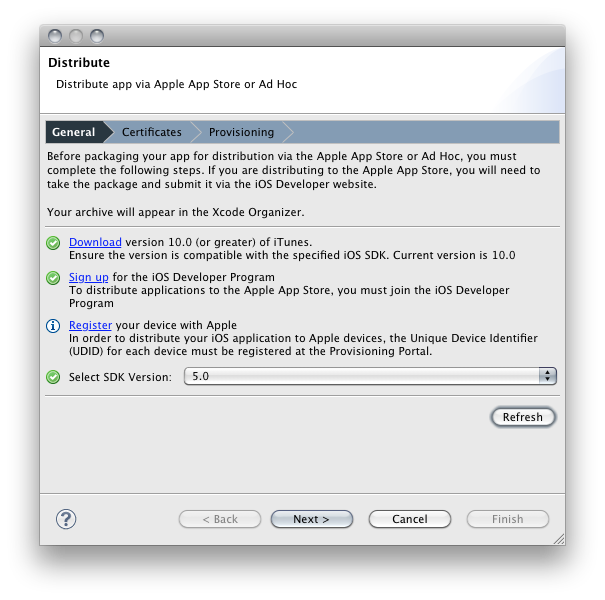 Distribute
Distribute app via Apple App Store or Ad Hoc
General Certificates Provisioning
Before packaging your app for distribution via the Apple App Store or Ad Hoc, you must
complete the following steps. If you are distributing to the Apple App Store, you will need to
take the package and submit it via the iOS Developer website.
Your archive will appear in the Xcode Organizer.
Download version 10.0 (or greater) of iTunes.
Ensure the version is compatible with the specified iOS SDK. Current version is 10.0
Sign up for the iOS Developer Program
To distribute applications to the Apple App Store, you must join the iOS Developer
Program
Register your device with Apple
In order to distribute your iOS application to Apple devices, the Unique Device Identifier
(UDID) for each device must be registered at the Provisioning Portal.
Select SDK Version: 5.0
Refresh
? < Back Next > Cancel Finish